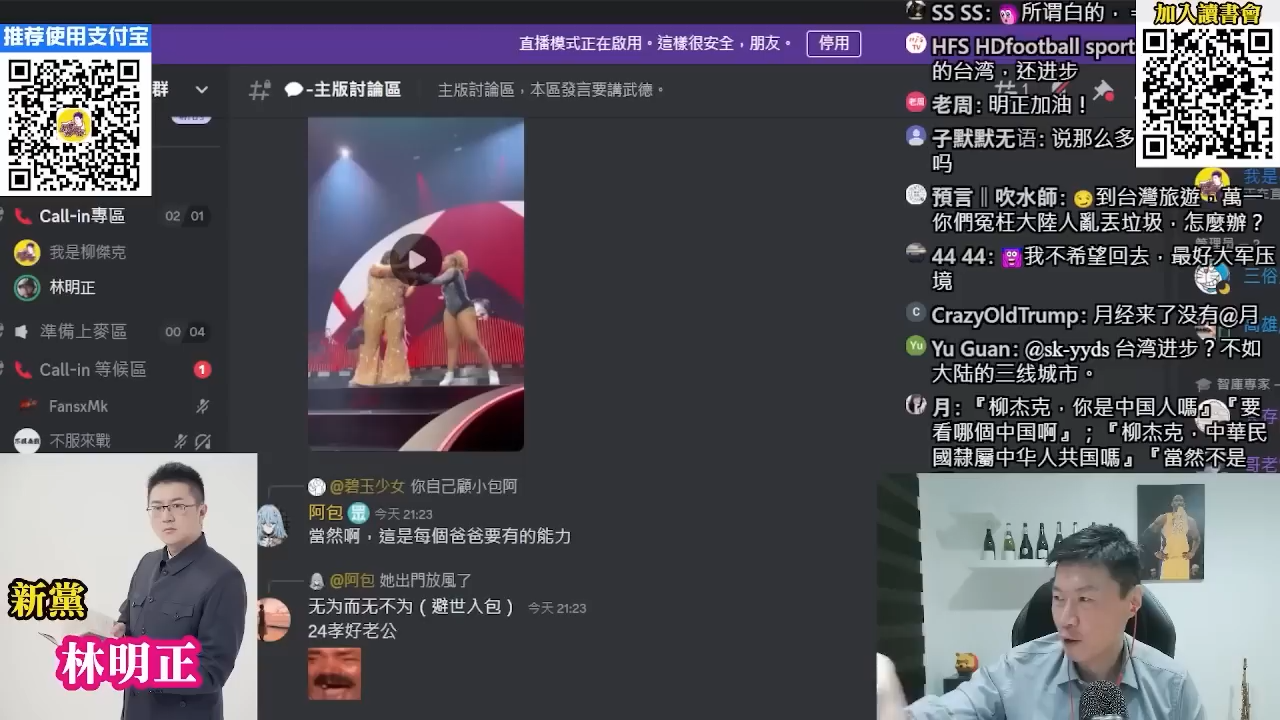 推荐使用支付宝
直播模式正在啟用。這樣很安全，朋友。
停用
群
-主版討論區
主版討論區，本區發言要講武德。
Call-in專區
02 01
我是柳傑克
林明正
準備上麥區
00 04
Call-in 等候區
1
FansxMk
不服來戰
新黨
林明正
@碧玉少女 你自己顧小包阿
阿包 眾 今天 21:23
當然啊，這是每個爸爸要有的能力
@阿包 她出門放風了
无为而无不为（避世入包） 今天 21:23
24孝好老公
加入讀書會
SS SS: 所谓白的，
HFS HDfootball sport
的台湾，还进步
老周: 明正加油！
子默默无语: 说那么多
吗
預言‖吹水師: 到台灣旅遊，萬一
你們冤枉大陸人亂丟垃圾，怎麼辦？
44 44: 我不希望回去，最好大军压
境
CrazyOldTrump: 月经来了没有@月
Yu Guan: @sk-yyds 台湾进步？不如
大陆的三线城市。
月: 『柳杰克，你是中国人嗎』『要
看哪個中国啊』；『柳杰克，中華民
國隸屬中华人共国嗎』『當然不是
1
我是
三俗
高雄
智庫專家